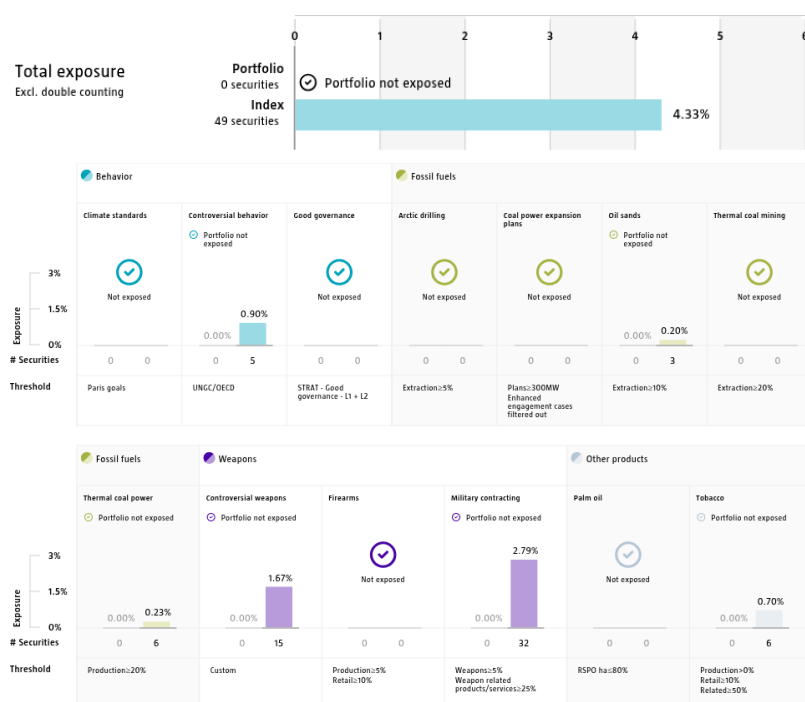 0 1 2 3 4 5 6
Total exposure
Excl. double counting
Portfolio
0 securities
Portfolio not exposed
Index
49 securities
4.33%
Behavior
Fossil fuels
Climate standards
Controversial behavior
Good governance
Arctic drilling
Coal power expansion
plans
Oil sands
Thermal coal mining
Portfolio not
exposed
Portfolio not
exposed
Exposure
3%
1.5%
0%
Not exposed
0.00% 0.90%
Not exposed
Not exposed
Not exposed
0.00% 0.20%
Not exposed
# Securities 0 0 0 5 0 0 0 0 0 0 0 3 0 0
Threshold
Paris goals
UNGC/OECD
STRAT - Good
governance - L1 + L2
Extraction≥5%
Plans≥300MW
Enhanced
engagement cases
filtered out
Extraction≥10%
Extraction≥20%
Fossil fuels
Weapons
Other products
Thermal coal power
Controversial weapons
Firearms
Military contracting
Palm oil
Tobacco
Portfolio not exposed
Portfolio not exposed
Portfolio not exposed
Portfolio not exposed
Exposure
3%
1.5%
0%
0.00% 0.23%
0.00% 1.67%
Not exposed
0.00% 2.79%
Not exposed
0.00% 0.70%
# Securities 0 6 0 15 0 0 0 32 0 0 0 6
Threshold
Production≥20%
Custom
Production≥5%
Retail≥10%
Weapons≥5%
Weapon related
products/services≥25%
RSPO ha≤80%
Production>0%
Retail≥10%
Related≥50%